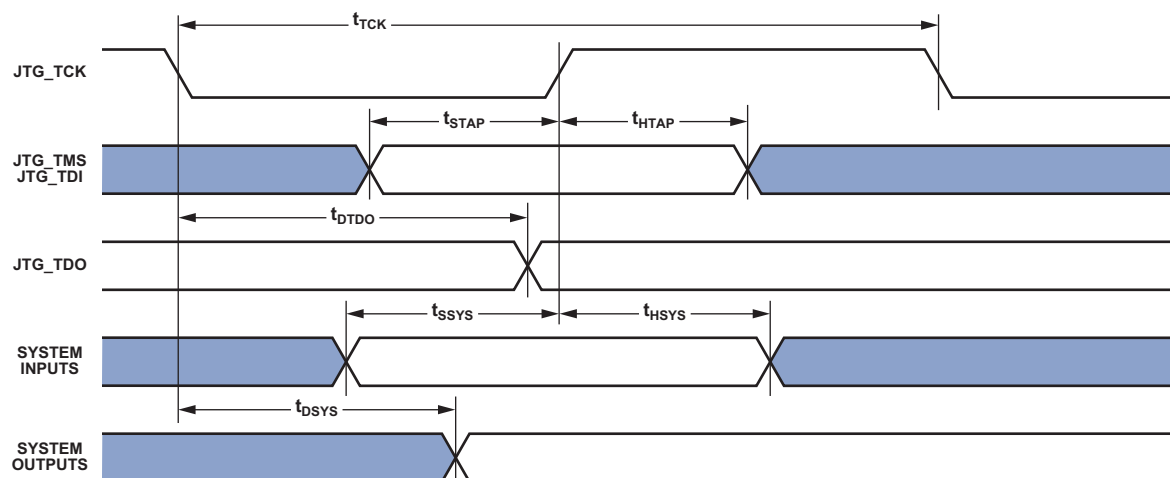 tTCK
JTG_TCK
tSTAP
tHTAP
JTG_TMS
JTG_TDI
tDTDO
JTG_TDO
tSSYS
tHSYS
SYSTEM
INPUTS
tDSYS
SYSTEM
OUTPUTS